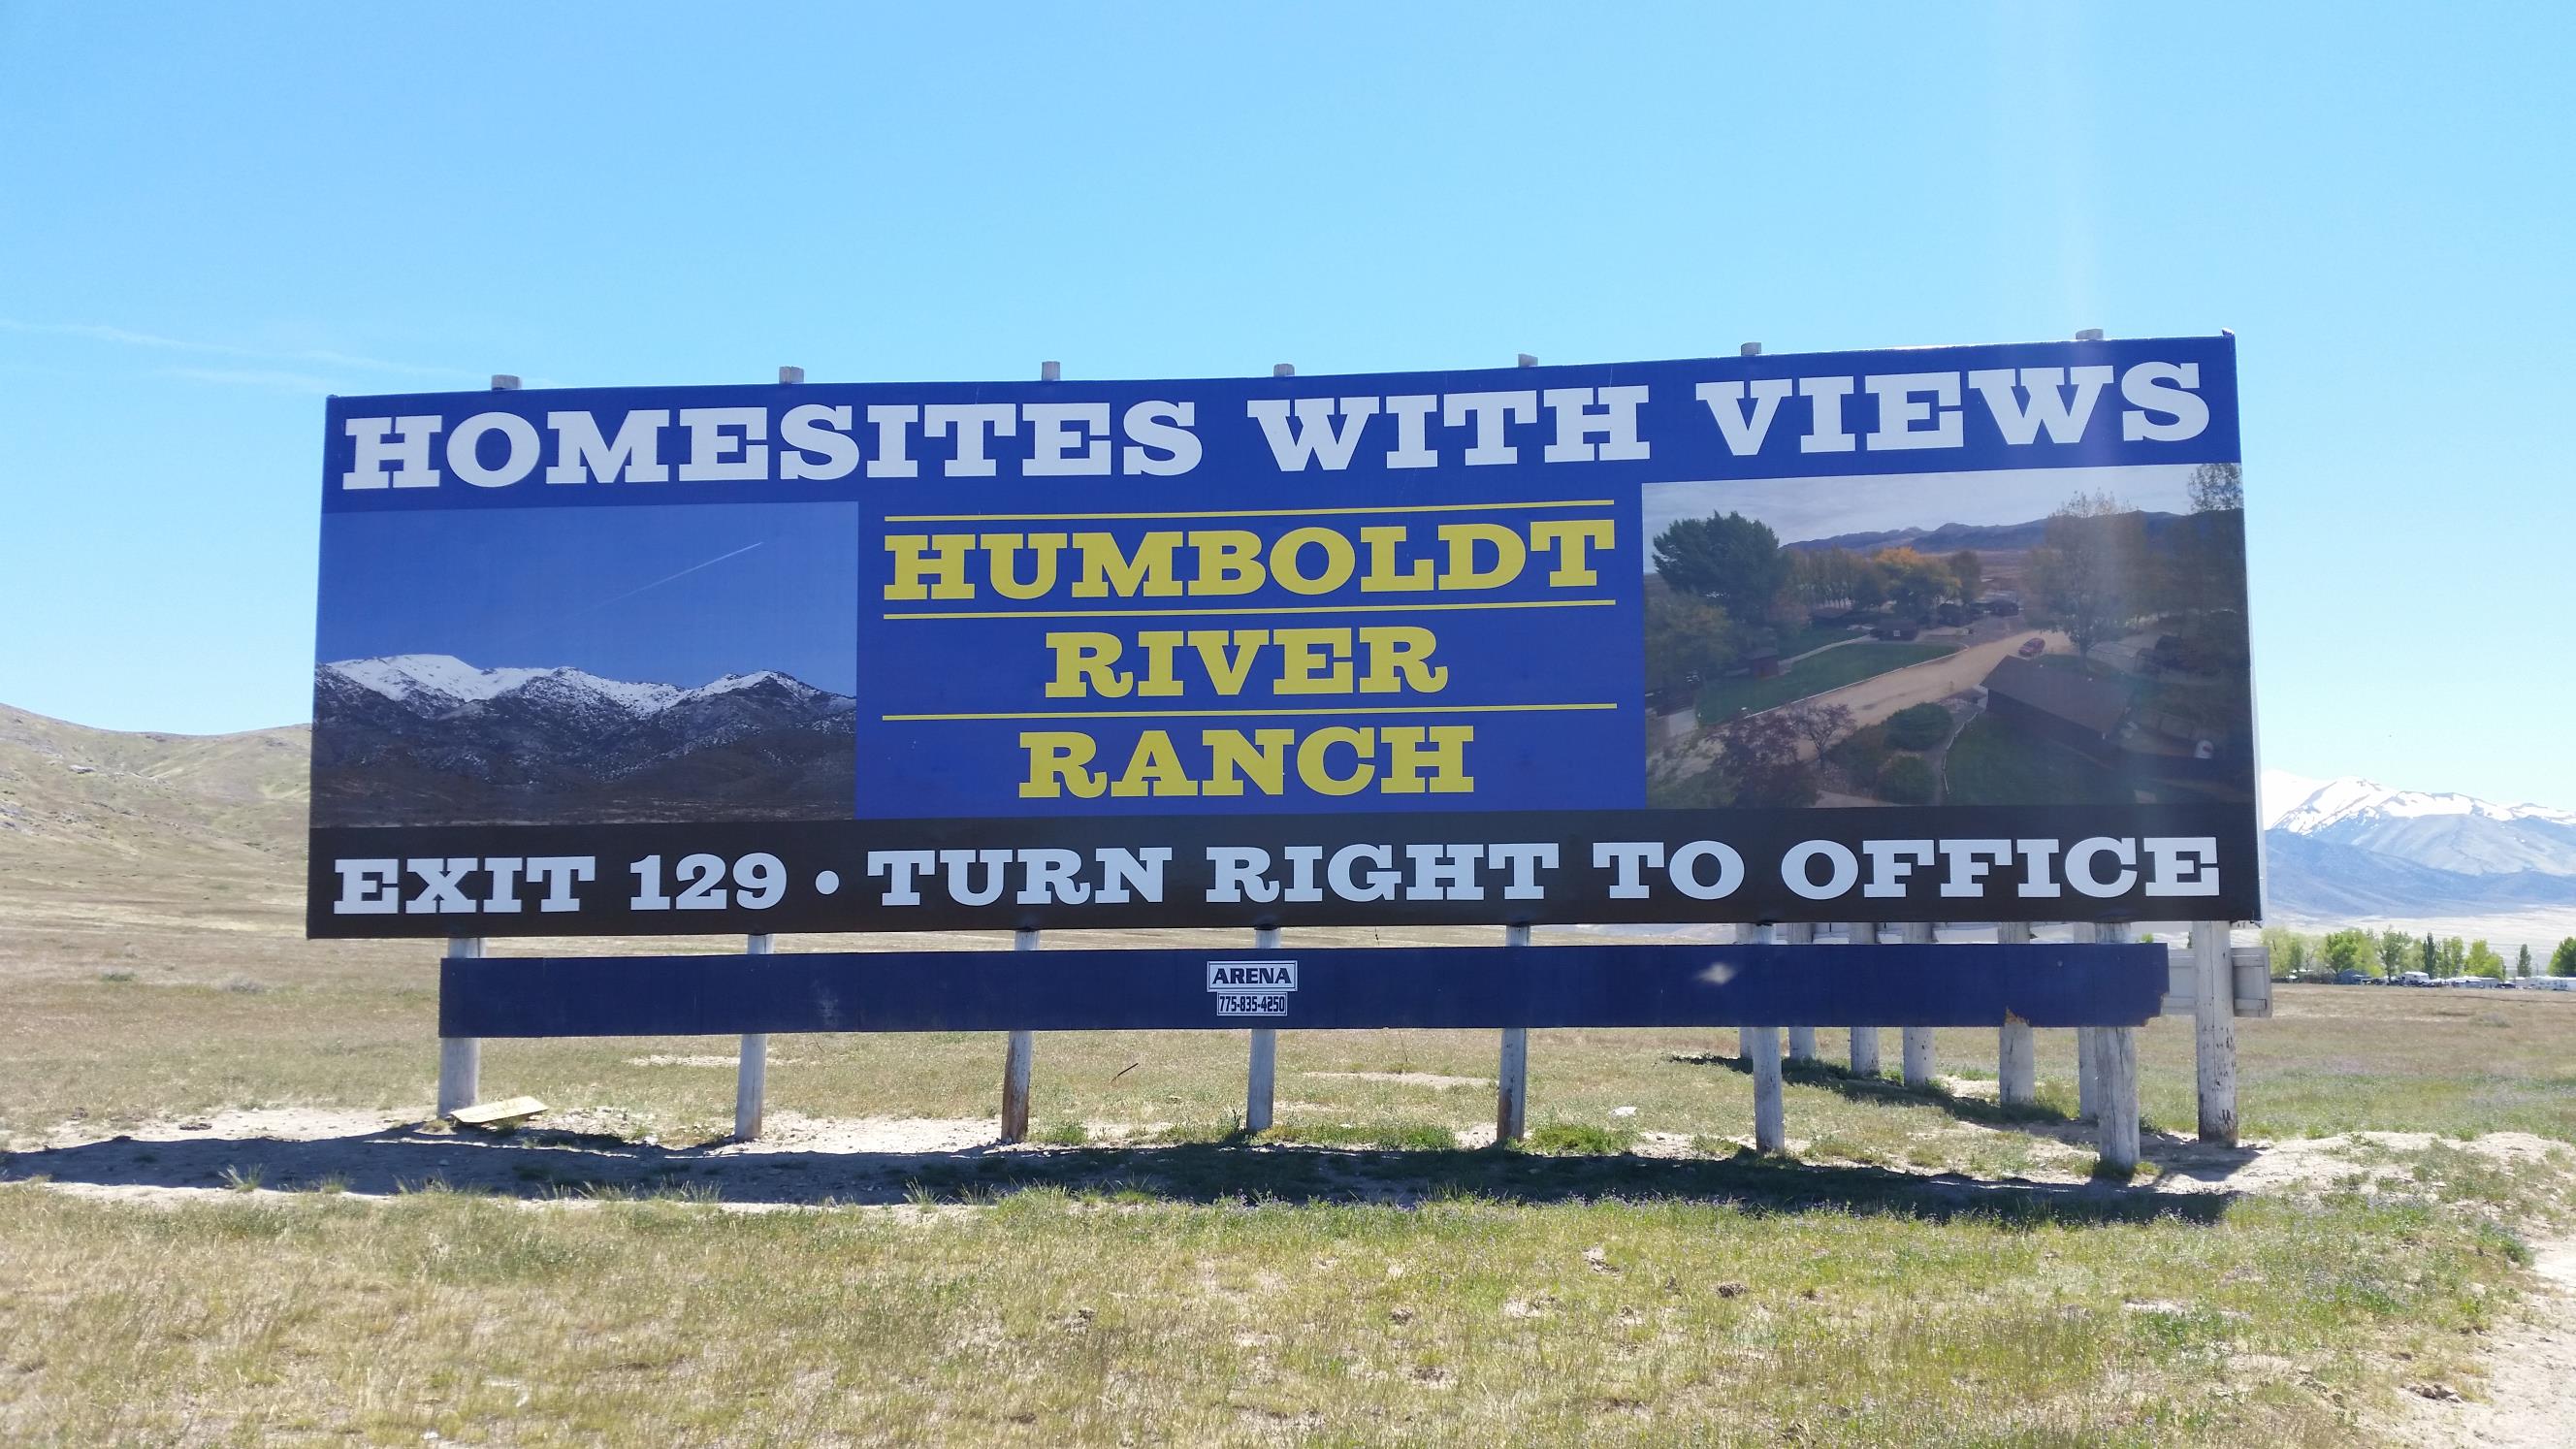 HOMESITES WITH VIEWS
HUMBOLDT
RIVER
RANCH
EXIT 129 • TURN RIGHT TO OFFICE
ARENA
775-835-4250